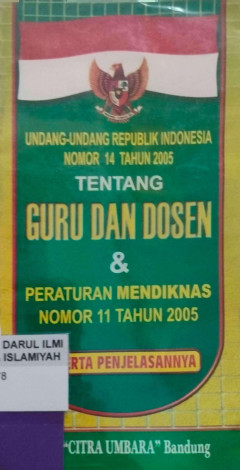 UNDANG-UNDANG REPUBLIK INDONESIA
NOMOR 14 TAHUN 2005
TENTANG
GURU DAN DOSEN
&
PERATURAN MENDIKNAS
NOMOR 11 TAHUN 2005
DARUL ILMI
ISLAMIYAH
PENJELASANNYA
"CITRA UMBARA" Bandung